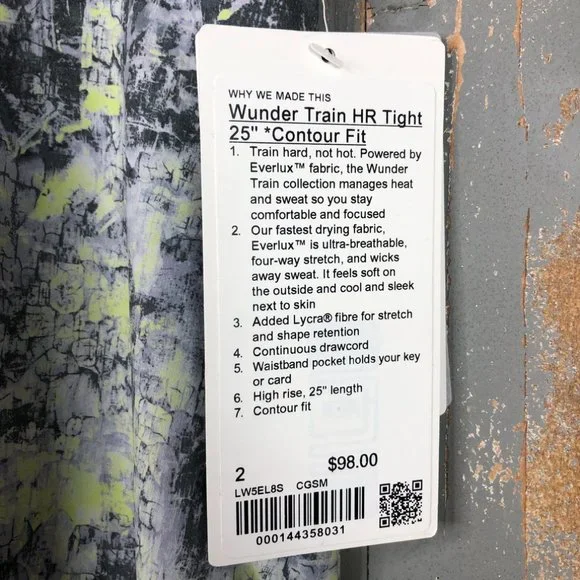 WHY WE MADE THIS
Wunder Train HR Tight
25" *Contour Fit
1. Train hard, not hot. Powered by
Everlux™ fabric, the Wunder
Train collection manages heat
and sweat so you stay
comfortable and focused
2. Our fastest drying fabric,
Everlux™ is ultra-breathable,
four-way stretch, and wicks
away sweat. It feels soft on
the outside and cool and sleek
next to skin
3. Added Lycra® fibre for stretch
and shape retention
4. Continuous drawcord
5. Waistband pocket holds your key
or card
6. High rise, 25" length
7. Contour fit
2 $98.00
LW5EL8S CGSM
000144358031